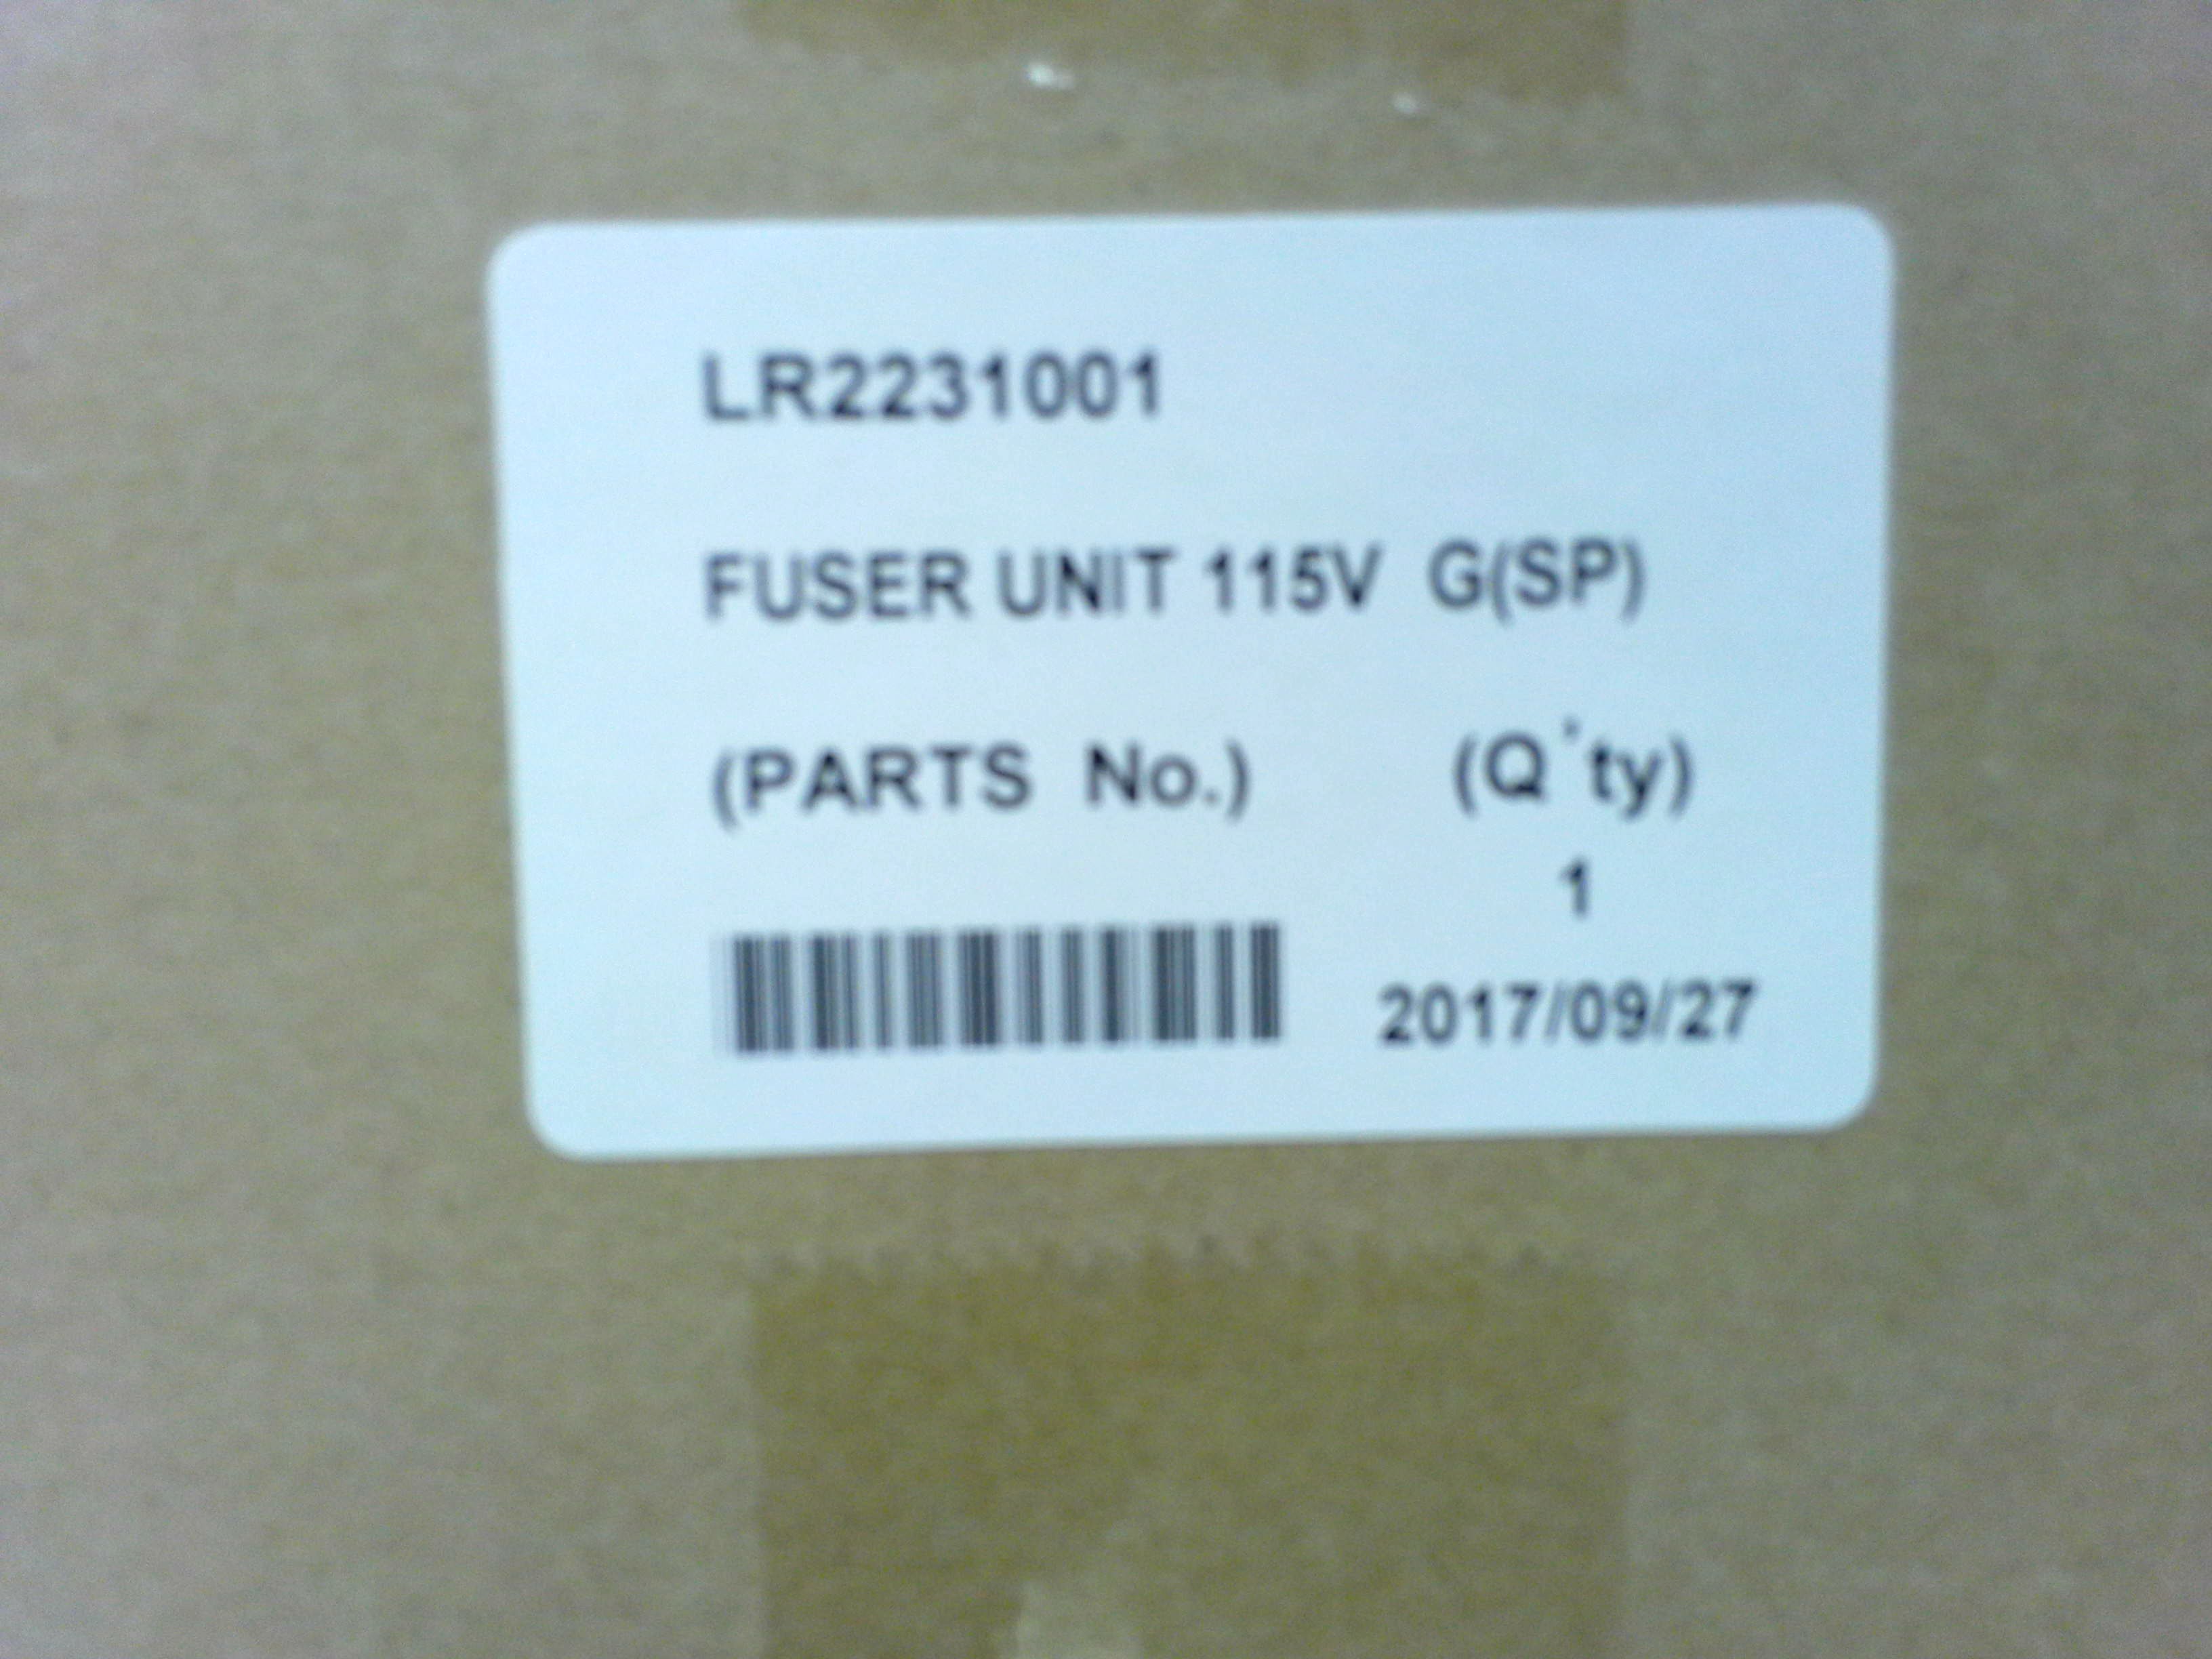 LR2231001
FUSER UNIT 115V G(SP)
(PARTS No.) (Q'ty)
1
2017/09/27